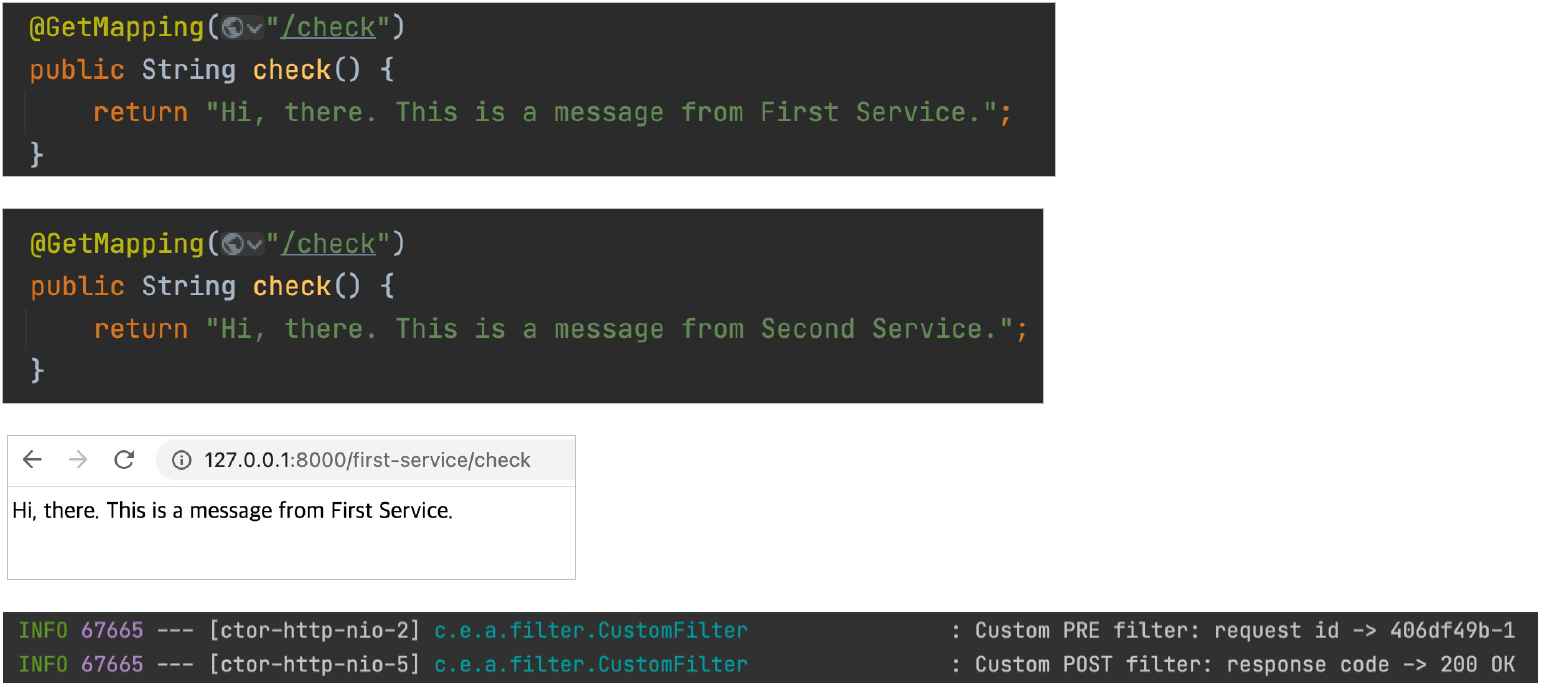 @GetMapping("/check")
public String check() {
return "Hi, there. This is a message from First Service.";
}
@GetMapping("/check")
public String check() {
return "Hi, there. This is a message from Second Service.";
}
127.0.0.1:8000/first-service/check
Hi, there. This is a message from First Service.
INFO 67665 --- [ctor-http-nio-2] c.e.a.filter.CustomFilter : Custom PRE filter: request id -> 406df49b-1
INFO 67665 --- [ctor-http-nio-5] c.e.a.filter.CustomFilter : Custom POST filter: response code -> 200 OK